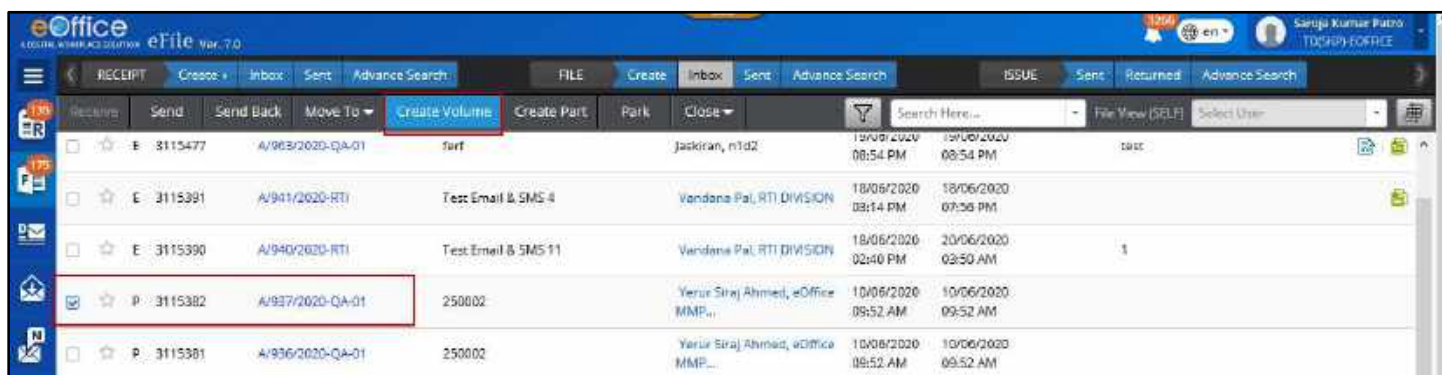 eOffice
A DIGITAL WORKPLACE SOLUTION eFile Ver. 7.0
1266 en Saruja Kumar Patro
TD(SKP)-EOFFICE
RECEIPT Create Inbox Sent Advance Search FILE Create Inbox Sent Advance Search ISSUE Sent Returned Advance Search
Receive Send Send Back Move To Create Volume Create Part Park Close Search Here... File View (SELF) Select User
E 3115477 A/963/2020-QA-01 ferf Jaskiran, n1d2 19/06/2020 19/06/2020 test
08:54 PM 08:54 PM
E 3115391 A/941/2020-RTI Test Email & SMS 4 Vandana Pal, RTI DIVISION 18/06/2020 18/06/2020
03:14 PM 07:56 PM
E 3115390 A/940/2020-RTI Test Email & SMS 11 Vandana Pal, RTI DIVISION 18/06/2020 20/06/2020 1
02:40 PM 03:50 AM
P 3115382 A/937/2020-QA-01 250002 Yerur Siraj Ahmed, eOffice 10/06/2020 10/06/2020
MMP... 09:52 AM 09:52 AM
P 3115381 A/936/2020-QA-01 250002 Yerur Siraj Ahmed, eOffice 10/06/2020 10/06/2020
MMP... 09:52 AM 09:52 AM
R
175
F
N